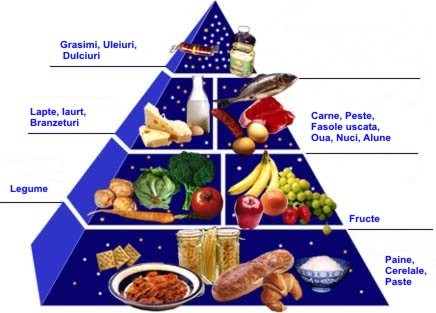 Grasimi, Uleiuri,
Dulciuri
Lapte, Iaurt,
Branzeturi
Carne, Peste,
Fasole uscata,
Oua, Nuci, Alune
Legume
Fructe
Paine,
Cerelale,
Paste